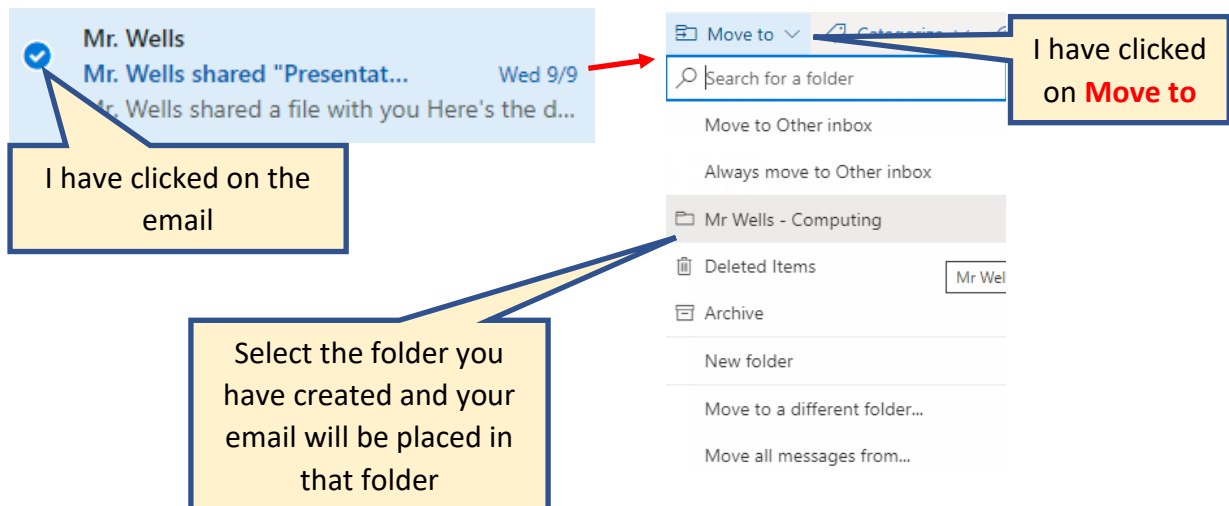 Mr. Wells
Mr. Wells shared "Presentat... Wed 9/9
Mr. Wells shared a file with you Here's the d...
I have clicked on the
email
Move to Categorize
I have clicked
on Move to
Search for a folder
Move to Other inbox
Always move to Other inbox
Mr Wells - Computing
Deleted Items
Mr Wel
Archive
New folder
Move to a different folder...
Move all messages from...
Select the folder you
have created and your
email will be placed in
that folder